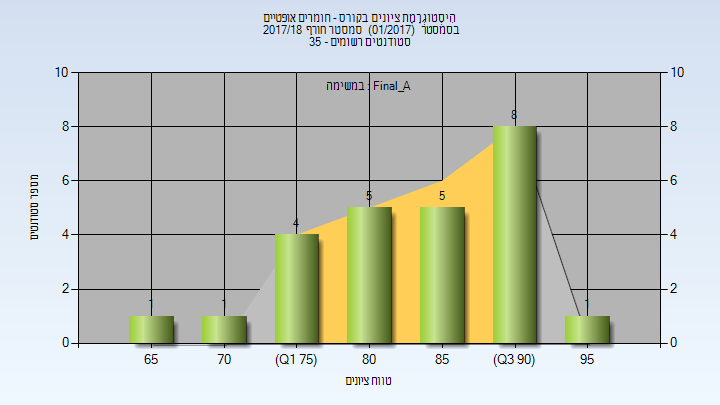 היסטוגרמת ציונים בקורס - חומרים אופטיים
בסמסטר (01/2017) סמסטר חורף 2017/18
סטודנטים רשומים - 35
במשימה : Final_A
מספר סטודנטים
10 10
8 8
6 6
4 4
2 2
0 0
1 1 4 5 5 8 1
65 70 (Q1 75) 80 85 (Q3 90) 95
טווח ציונים